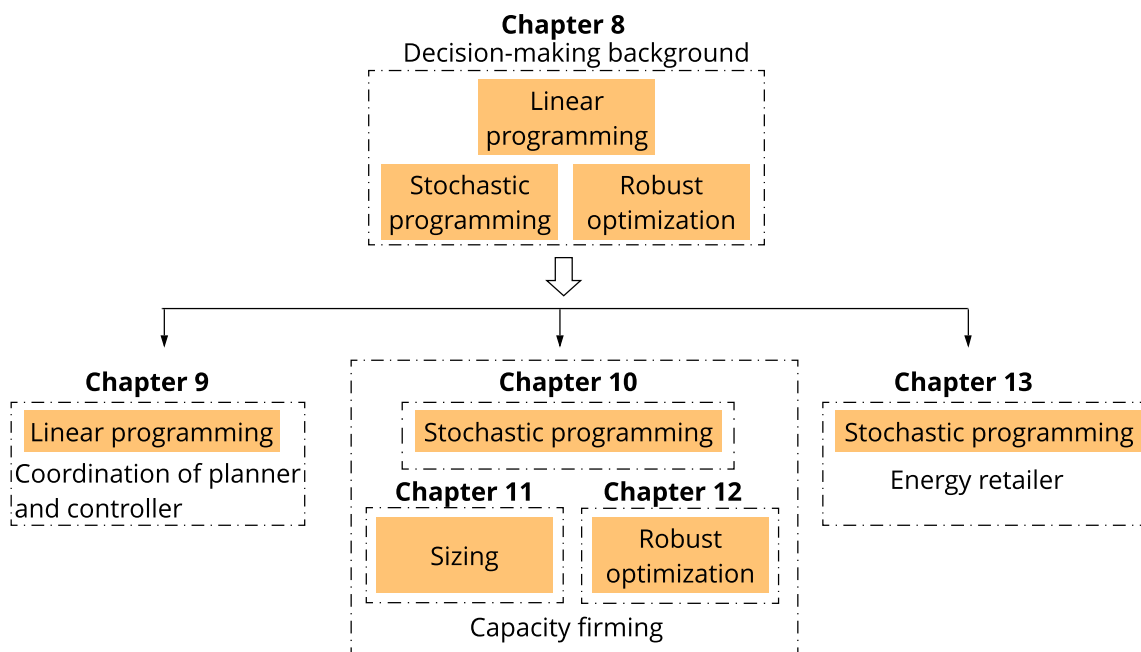 Chapter 8
Decision-making background
Linear
programming
Stochastic
programming
Robust
optimization
Chapter 9
Linear programming
Coordination of planner
and controller
Chapter 10
Stochastic programming
Chapter 11
Sizing
Chapter 12
Robust
optimization
Capacity firming
Chapter 13
Stochastic programming
Energy retailer